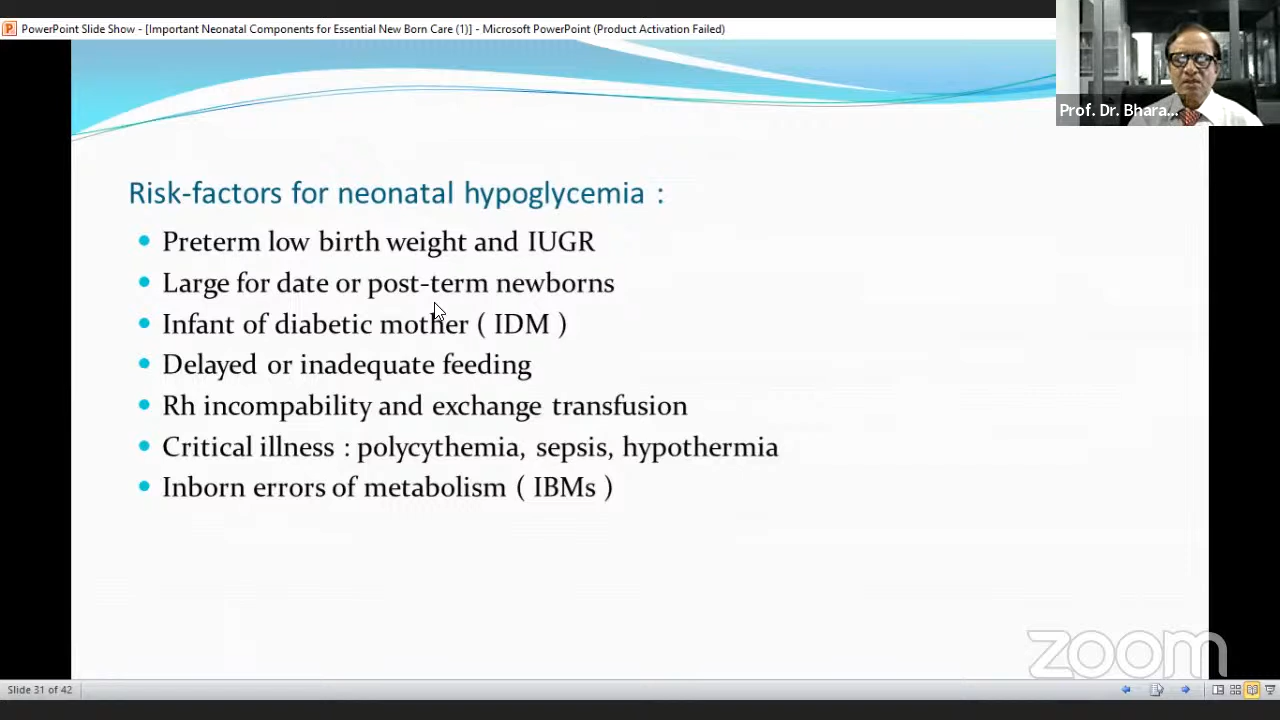 PowerPoint Slide Show - [Important Neonatal Components for Essential New Born Care (1)] - Microsoft PowerPoint (Product Activation Failed)
Prof. Dr. Bhara...
Risk-factors for neonatal hypoglycemia :
Preterm low birth weight and IUGR
Large for date or post-term newborns
Infant of diabetic mother ( IDM )
Delayed or inadequate feeding
Rh incompability and exchange transfusion
Critical illness : polycythemia, sepsis, hypothermia
Inborn errors of metabolism ( IBMs )
zoom
Slide 31 of 42